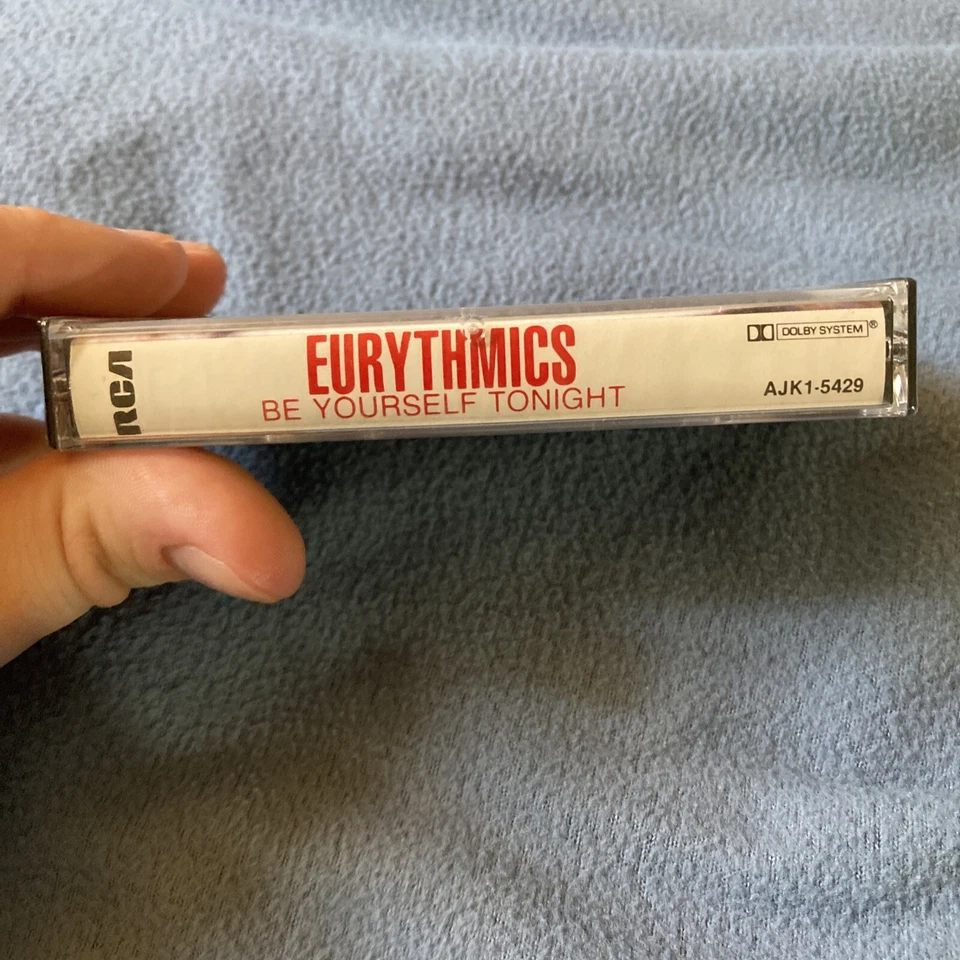 RCA
EURYTHMICS
BE YOURSELF TONIGHT
DOLBY SYSTEM®
AJK1-5429